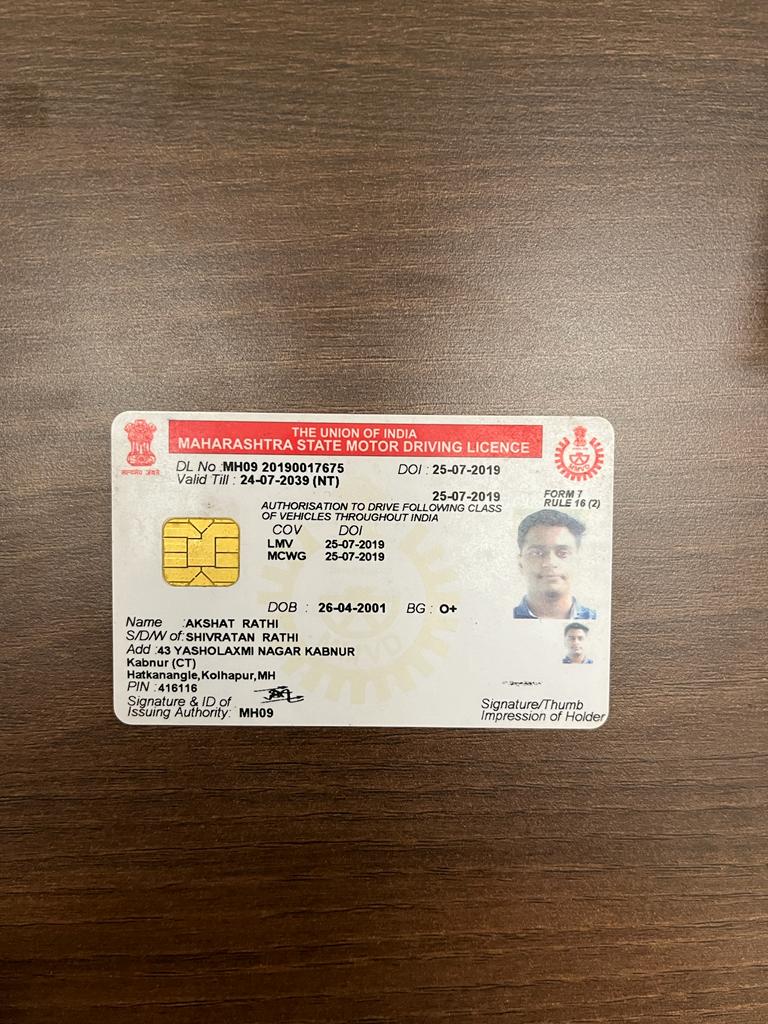 THE UNION OF INDIA
MAHARASHTRA STATE MOTOR DRIVING LICENCE
सत्यमेव जयते
DL No :MH09 20190017675 DOI : 25-07-2019
Valid Till : 24-07-2039 (NT)
25-07-2019
FORM 7
RULE 16 (2)
AUTHORISATION TO DRIVE FOLLOWING CLASS
OF VEHICLES THROUGHOUT INDIA
COV DOI
LMV 25-07-2019
MCWG 25-07-2019
DOB : 26-04-2001 BG : O+
Name :AKSHAT RATHI
S/D/W of:SHIVRATAN RATHI
Add :43 YASHOLAXMI NAGAR KABNUR
Kabnur (CT)
Hatkanangle,Kolhapur,MH
PIN :416116
Signature & ID of
Issuing Authority: MH09
Signature/Thumb
Impression of Holder